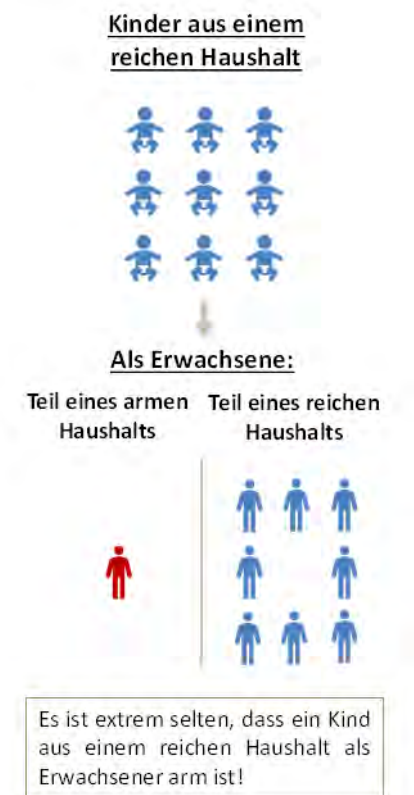 Kinder aus einem
reichen Haushalt
Als Erwachsene:
Teil eines armen
Haushalts
Teil eines reichen
Haushalts
Es ist extrem selten, dass ein Kind
aus einem reichen Haushalt als
Erwachsener arm ist!